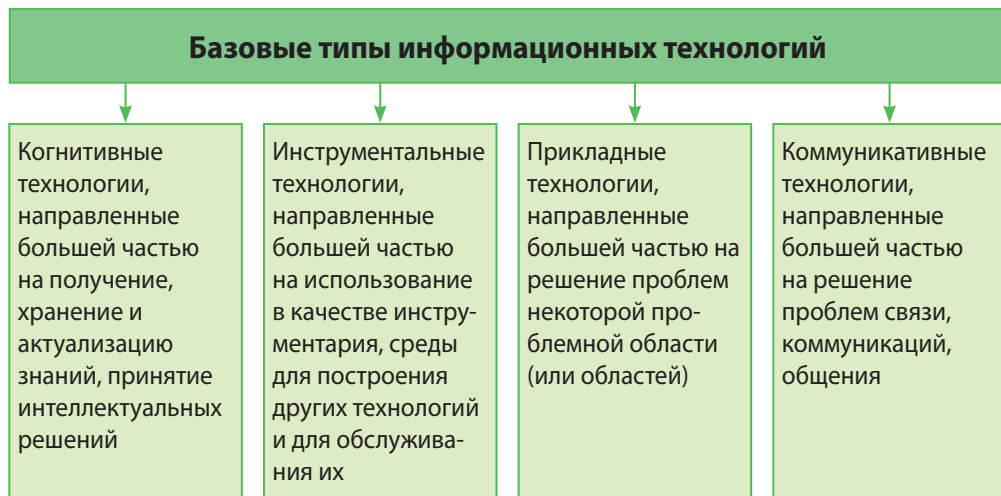 Базовые типы информационных технологий
Когнитивные
технологии,
направленные
большей частью
на получение,
хранение и
актуализацию
знаний, принятие
интеллектуальных
решений
Инструментальные
технологии,
направленные
большей частью
на использование
в качестве инстру-
ментария, среды
для построения
других технологий
и для обслужива-
ния их
Прикладные
технологии,
направленные
большей частью на
решение проблем
некоторой про-
блемной области
(или областей)
Коммуникативные
технологии,
направленные
большей частью
на решение
проблем связи,
коммуникаций,
общения